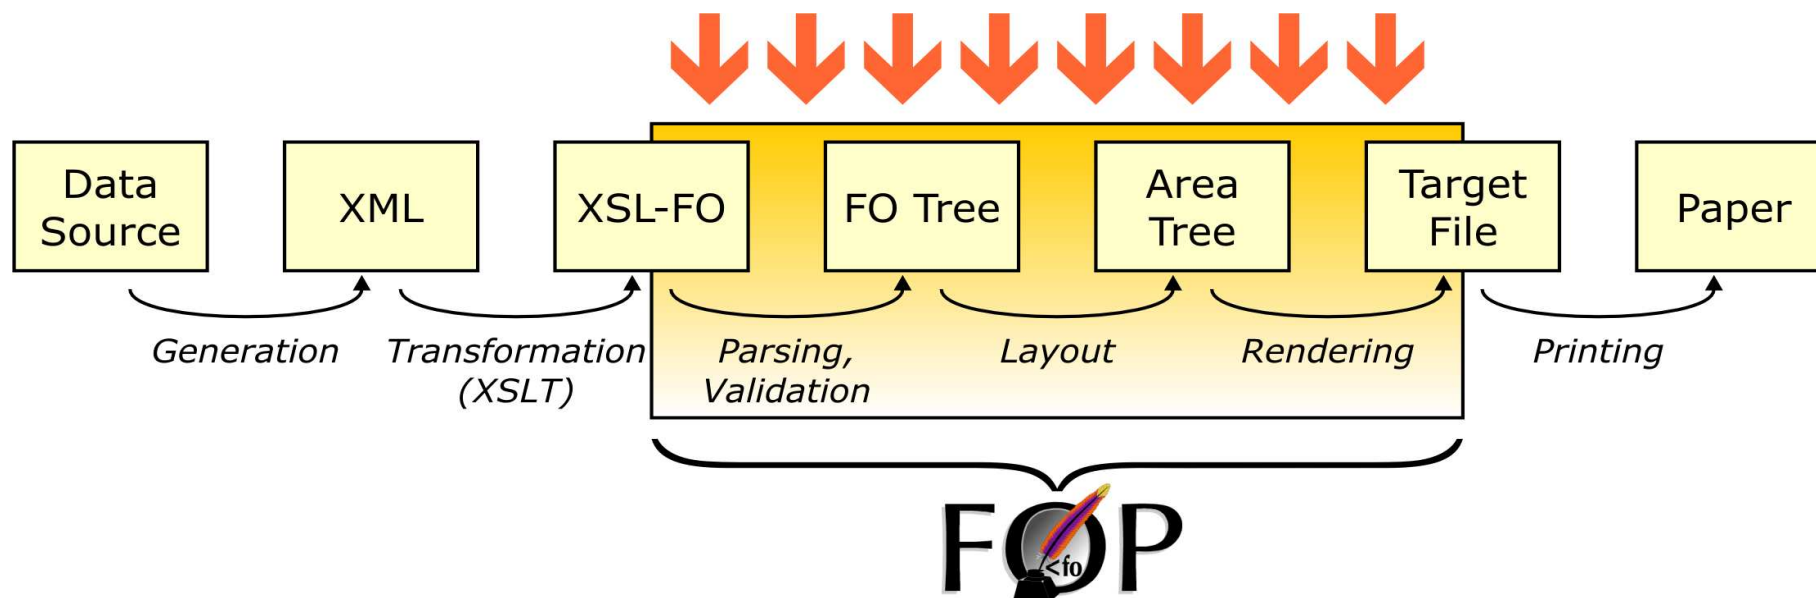 Data
Source
XML
XSL-FO
FO Tree
Area
Tree
Target
File
Paper
Generation
Transformation
(XSLT)
Parsing,
Validation
Layout
Rendering
Printing
FOP
<fo